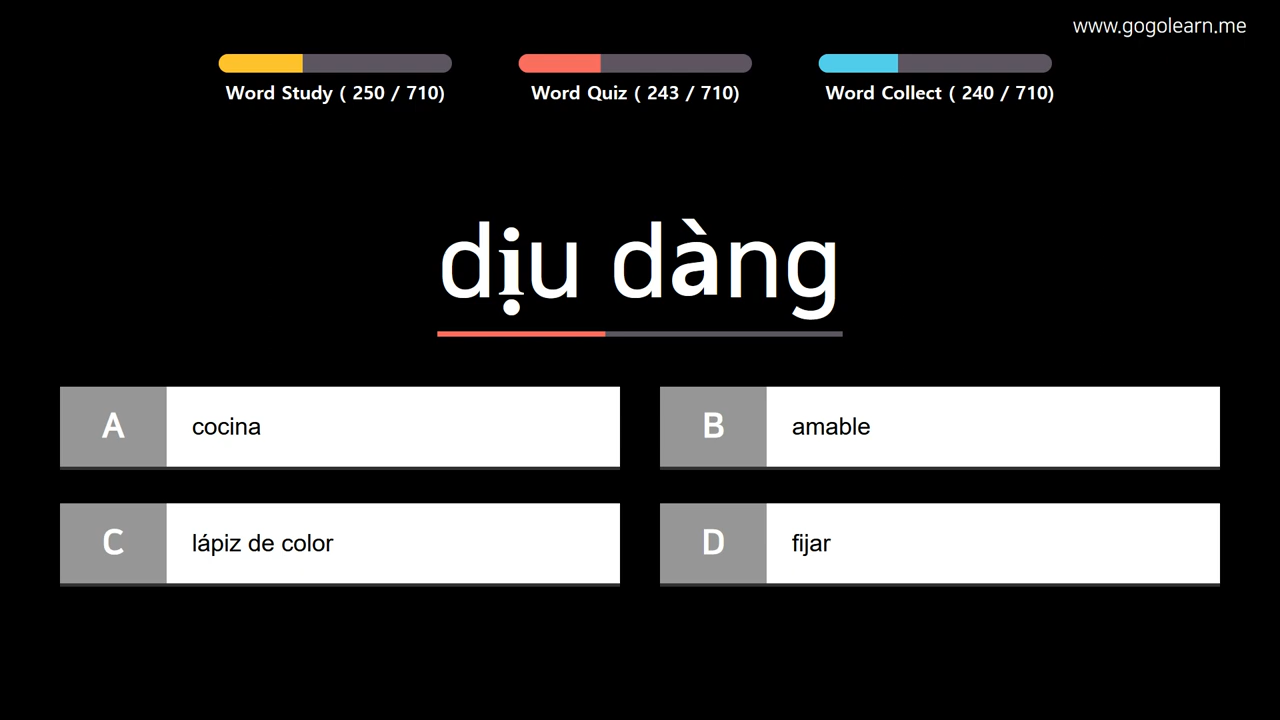 www.gogolearn.me
Word Study ( 250 / 710)
Word Quiz ( 243 / 710)
Word Collect ( 240 / 710)
dịu dàng
A
cocina
B
amable
C
lápiz de color
D
fijar